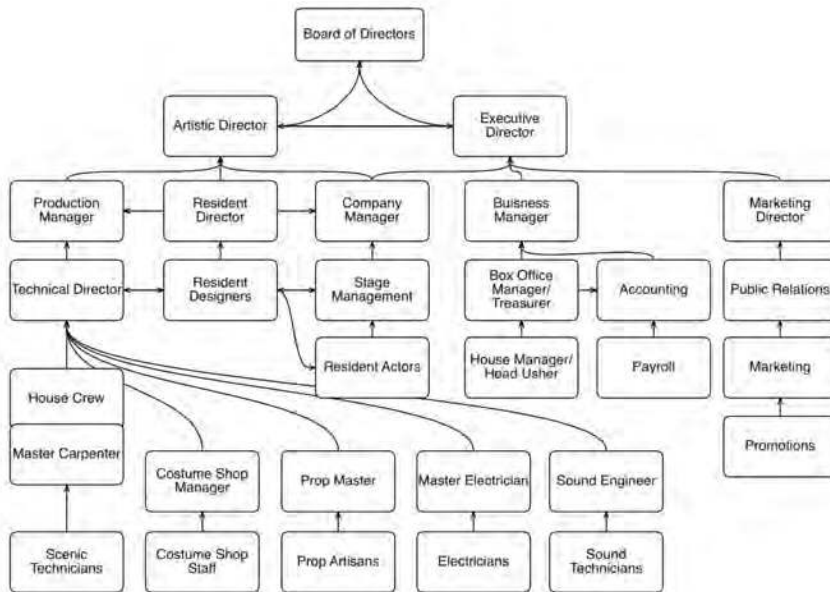 Board of Directors
Artistic Director
Executive
Director
Production
Manager
Resident
Director
Company
Manager
Buisness
Manager
Marketing
Director
Technical Director
Resident
Designers
Stage
Management
Box Office
Manager/
Treasurer
Accounting
Public Relations
Resident Actors
House Manager/
Head Usher
Payroll
Marketing
House Crew
Master Carpenter
Costume Shop
Manager
Prop Master
Master Electrician
Sound Engineer
Promotions
Scenic
Technicians
Costume Shop
Staff
Prop Artisans
Electricians
Sound
Technicians